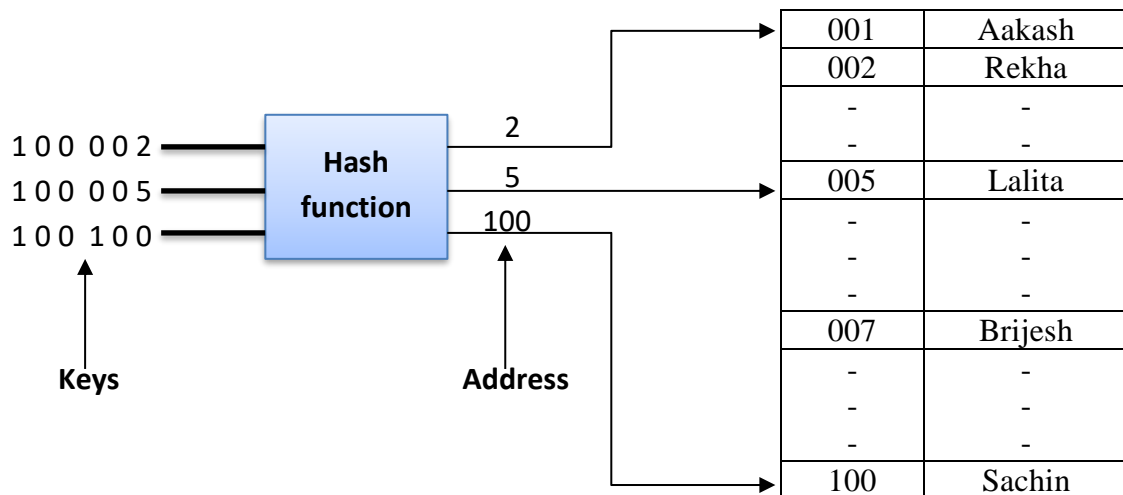 1 0 0 0 0 2
1 0 0 0 0 5
1 0 0 1 0 0
Keys
Hash
function
2
5
100
Address
001 Aakash
002 Rekha
- -
- -
005 Lalita
- -
- -
- -
007 Brijesh
- -
- -
- -
100 Sachin